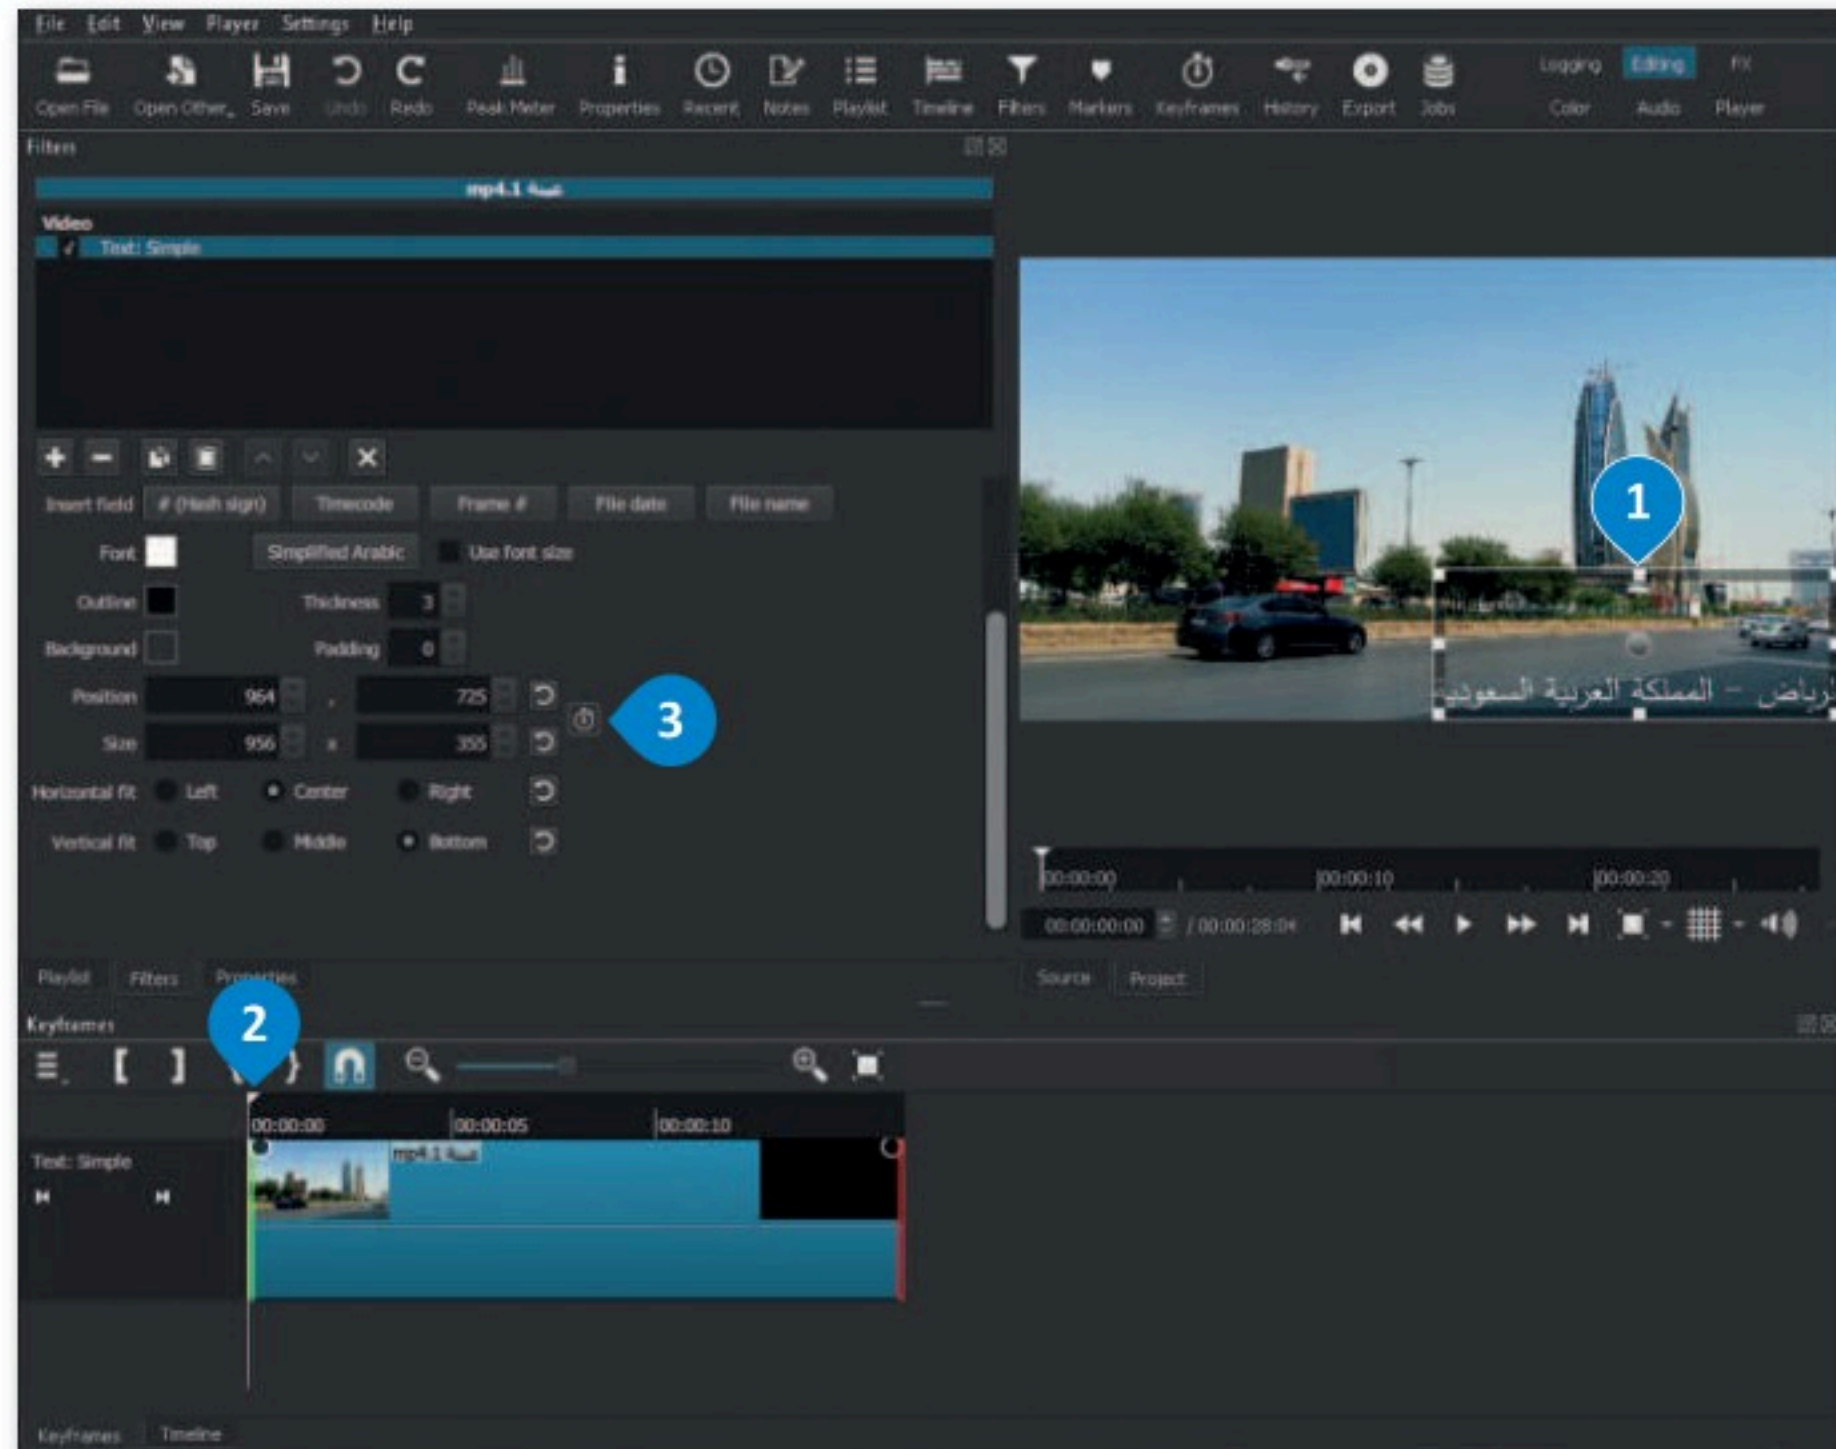 File Edit View Player Settings Help
Open File Open Other... Save Undo Redo Peak Meter Properties Recent Notes Playlist Timeline Filters Markers Keyframes History Export Jobs
Logging Editing FX
Color Audio Player
Filters
عينة 1.mp4
Video
Text: Simple
Insert field # (Hash sign) Timecode Frame # File date File name
Font Simplified Arabic Use font size
Outline Thickness 3
Background Padding 0
Position 964 , 725
Size 956 x 355
Horizontal fit Left Center Right
Vertical fit Top Middle Bottom
1
2
3
الرياض - المملكة العربية السعودية
00:00:00 00:00:10 00:00:20
00:00:00:00 / 00:00:28:04
Playlist Filters Properties
Source Project
Keyframes
00:00:00 00:00:05 00:00:10
Text: Simple
عينة 1.mp4
Keyframes Timeline